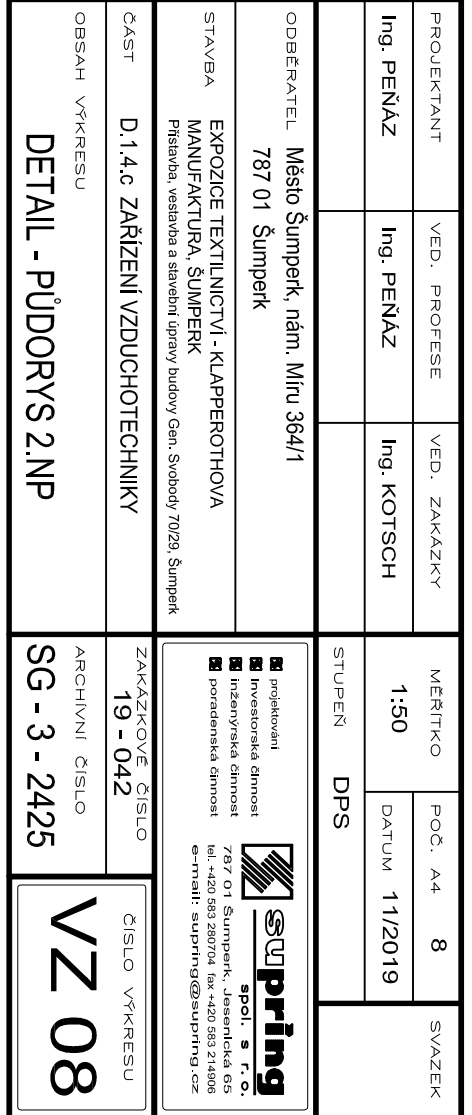 PROJEKTANT
VED. PROFESE
VED. ZAKÁZKY
MĚŘÍTKO
POČ. A4 8
SVAZEK
Ing. PEŇÁZ
Ing. PEŇÁZ
Ing. KOTSCH
1:50
DATUM 11/2019
STUPEŇ DPS
ODBĚRATEL Město Šumperk, nám. Míru 364/1
787 01 Šumperk
STAVBA
EXPOZICE TEXTILNICTVÍ - KLAPPEROTHOVA
MANUFAKTURA, ŠUMPERK
Přístavba, vestavba a stavební úpravy budovy Gen. Svobody 70/29, Šumperk
projektování
Investorská činnost
inženýrská činnost
poradenská činnost
supring
spol. s r.o.
787 01 Šumperk, Jesenická 65
tel. +420 583 280704 fax +420 583 214906
e-mail: supring@supring.cz
ČÁST D.1.4.c ZAŘÍZENÍ VZDUCHOTECHNIKY
ZAKÁZKOVÉ ČÍSLO
19 - 042
OBSAH VÝKRESU
DETAIL - PŮDORYS 2.NP
ARCHIVNÍ ČÍSLO
SG - 3 - 2425
ČÍSLO VÝKRESU
VZ 08